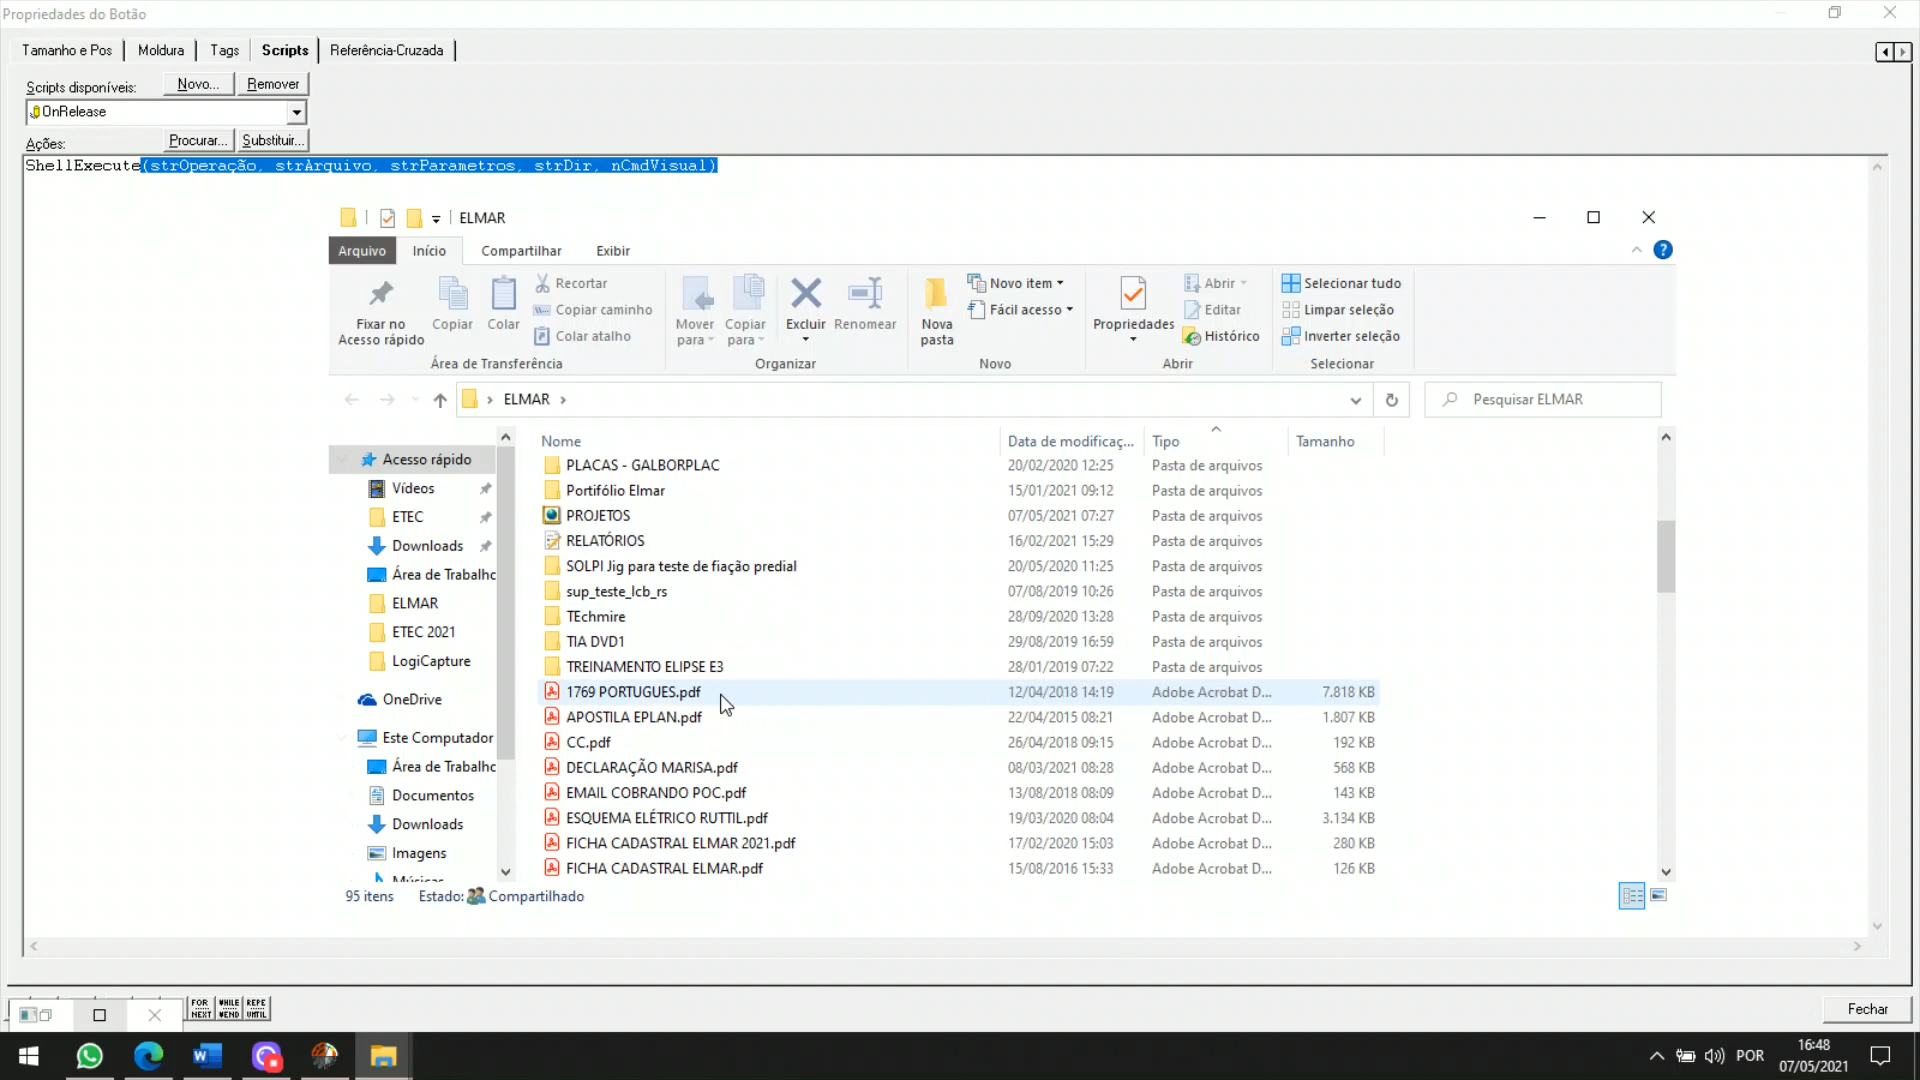 Propriedades do Botão
Tamanho e Pos Moldura Tags Scripts Referência-Cruzada
Scripts disponíveis: Novo... Remover
OnRelease
Ações: Procurar... Substituir...
ShellExecute(strOperação, strArquivo, strParametros, strDir, nCmdVisual)
ELMAR
Arquivo Início Compartilhar Exibir
Fixar no Acesso rápido
Copiar
Colar
Recortar
Copiar caminho
Colar atalho
Área de Transferência
Mover para
Copiar para
Excluir
Renomear
Organizar
Nova pasta
Novo item
Fácil acesso
Novo
Propriedades
Abrir
Editar
Histórico
Abrir
Selecionar tudo
Limpar seleção
Inverter seleção
Selecionar
ELMAR
Pesquisar ELMAR
Acesso rápido
Vídeos
ETEC
Downloads
Área de Trabalho
ELMAR
ETEC 2021
LogiCapture
OneDrive
Este Computador
Área de Trabalho
Documentos
Downloads
Imagens
Músicas
Nome Data de modificaç... Tipo Tamanho
PLACAS - GALBORPLAC 20/02/2020 12:25 Pasta de arquivos
Portifólio Elmar 15/01/2021 09:12 Pasta de arquivos
PROJETOS 07/05/2021 07:27 Pasta de arquivos
RELATÓRIOS 16/02/2021 15:29 Pasta de arquivos
SOLPI Jig para teste de fiação predial 20/05/2020 11:25 Pasta de arquivos
sup_teste_lcb_rs 07/08/2019 10:26 Pasta de arquivos
TEchmire 28/09/2020 13:28 Pasta de arquivos
TIA DVD1 29/08/2019 16:59 Pasta de arquivos
TREINAMENTO ELIPSE E3 28/01/2019 07:22 Pasta de arquivos
1769 PORTUGUES.pdf 12/04/2018 14:19 Adobe Acrobat D... 7.818 KB
APOSTILA EPLAN.pdf 22/04/2015 08:21 Adobe Acrobat D... 1.807 KB
CC.pdf 26/04/2018 09:15 Adobe Acrobat D... 192 KB
DECLARAÇÃO MARISA.pdf 08/03/2021 08:28 Adobe Acrobat D... 568 KB
EMAIL COBRANDO POC.pdf 13/08/2018 08:09 Adobe Acrobat D... 143 KB
ESQUEMA ELÉTRICO RUTTIL.pdf 19/03/2020 08:04 Adobe Acrobat D... 3.134 KB
FICHA CADASTRAL ELMAR 2021.pdf 17/02/2020 15:03 Adobe Acrobat D... 280 KB
FICHA CADASTRAL ELMAR.pdf 15/08/2016 15:33 Adobe Acrobat D... 126 KB
95 itens Estado: Compartilhado
FOR NEXT WHILE WEND REPE UNTIL
Fechar
POR
16:48
07/05/2021